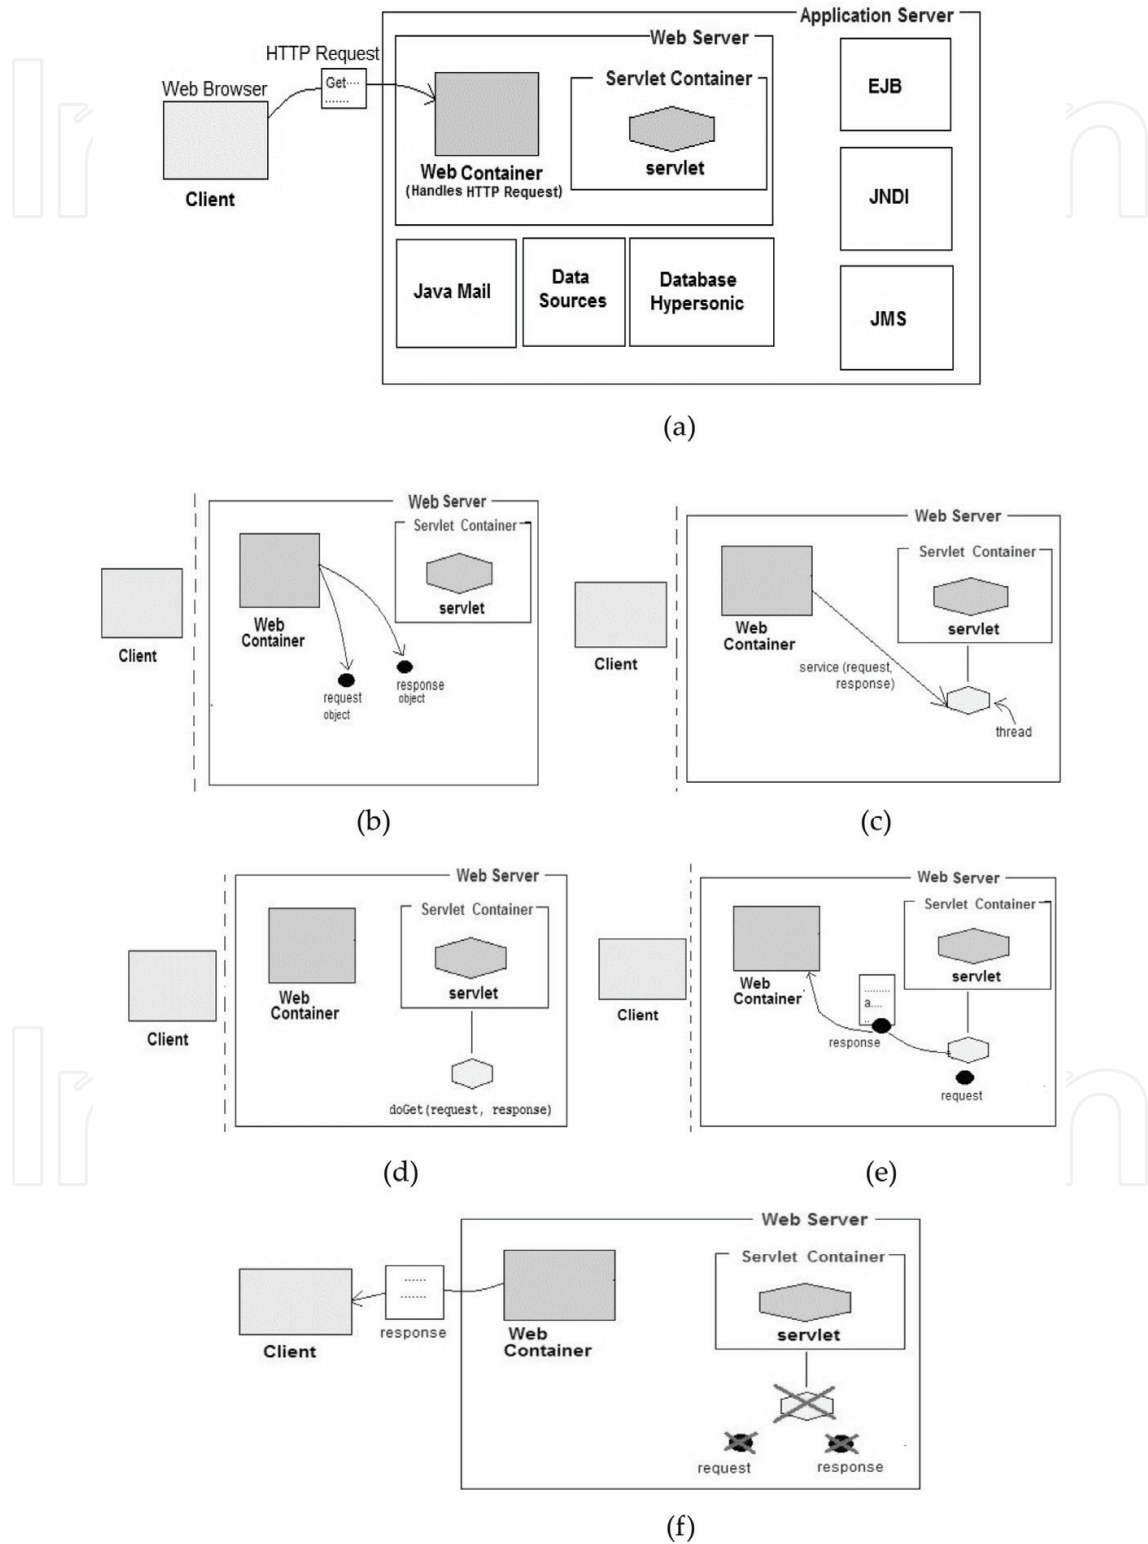 Application Server
Web Server
HTTP Request
Servlet Container
Get....
.......
Web Browser
EJB
servlet
Web Container
(Handles HTTP Request)
Client
JNDI
Java Mail
Data
Sources
Database
Hypersonic
JMS
(a)
Web Server
Servlet Container
servlet
Web
Container
Client
request
object
response
object
(b)
Web Server
Servlet Container
servlet
Web
Container
Client
service (request,
response)
thread
(c)
Web Server
Servlet Container
servlet
Web
Container
Client
doGet(request, response)
(d)
Web Server
Servlet Container
servlet
Web
Container
Client
.........
a....
..
response
request
(e)
Web Server
Servlet Container
servlet
......
.......
response
Web
Container
Client
request
response
(f)